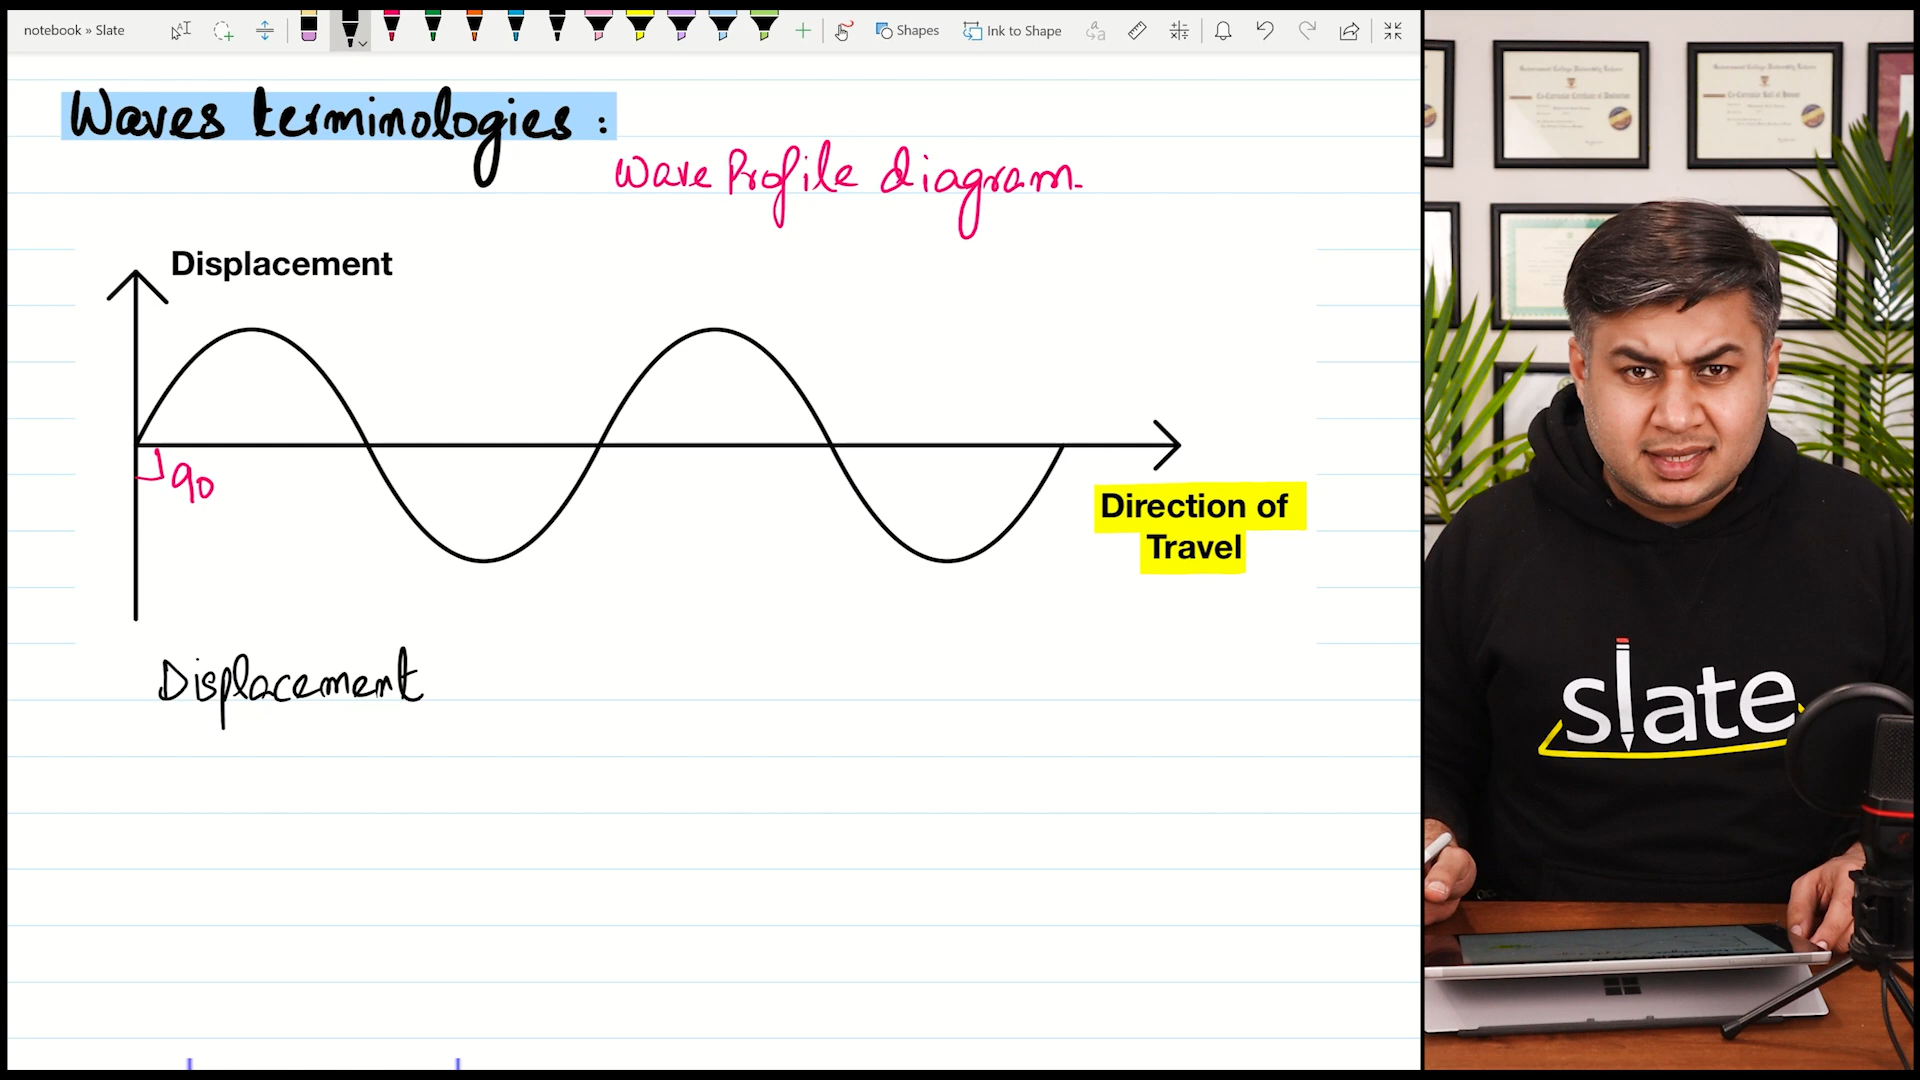 notebook » Slate
Shapes
Ink to Shape
Waves terminologies :
Wave Profile diagram.
Displacement
90
Direction of
Travel
Displacement
slate